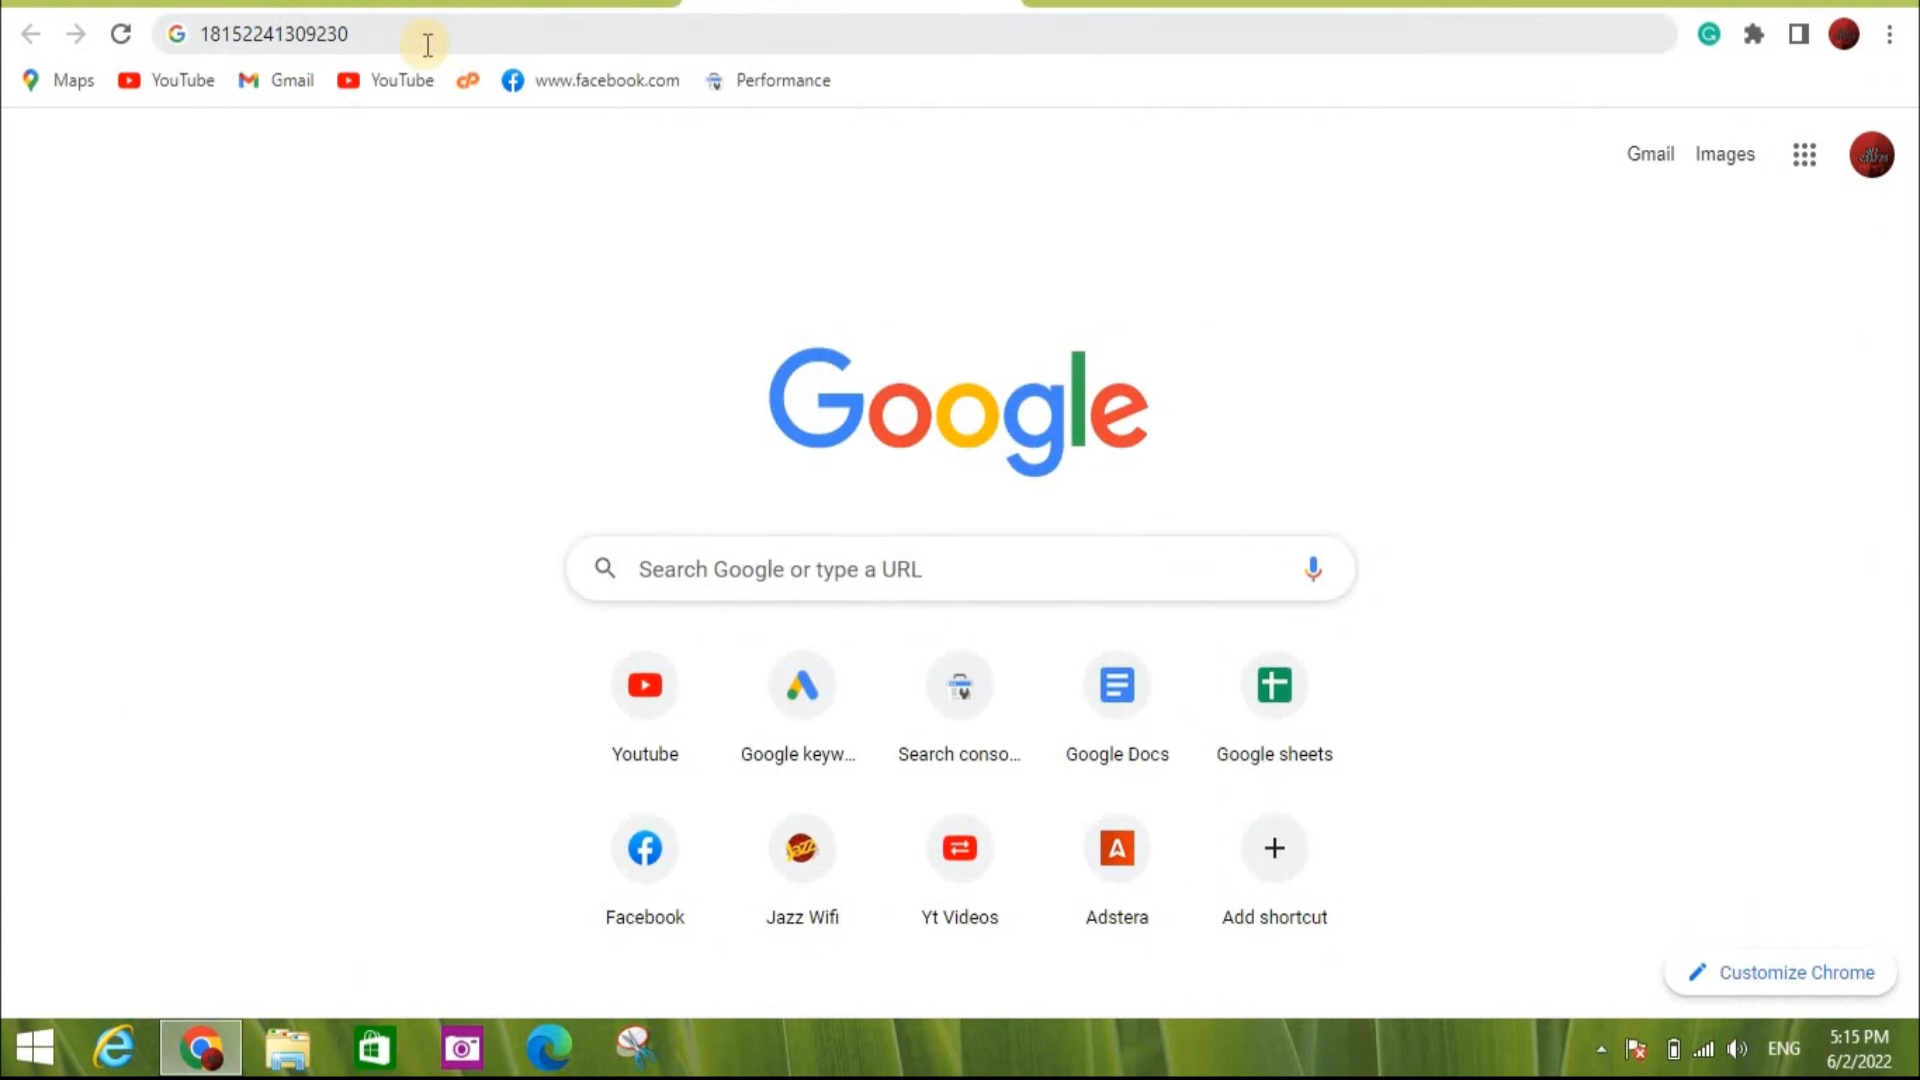 18152241309230
Maps YouTube Gmail YouTube www.facebook.com Performance
Gmail Images
Google
Search Google or type a URL
Youtube Google keyw... Search conso... Google Docs Google sheets
Facebook Jazz Wifi Yt Videos Adstera Add shortcut
Customize Chrome
ENG
5:15 PM
6/2/2022